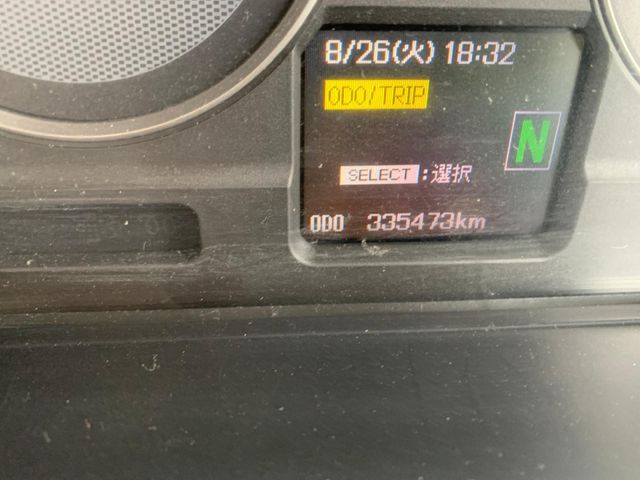 8/26(火) 18:32
ODO/TRIP
N
SELECT :選択
ODO 335473km